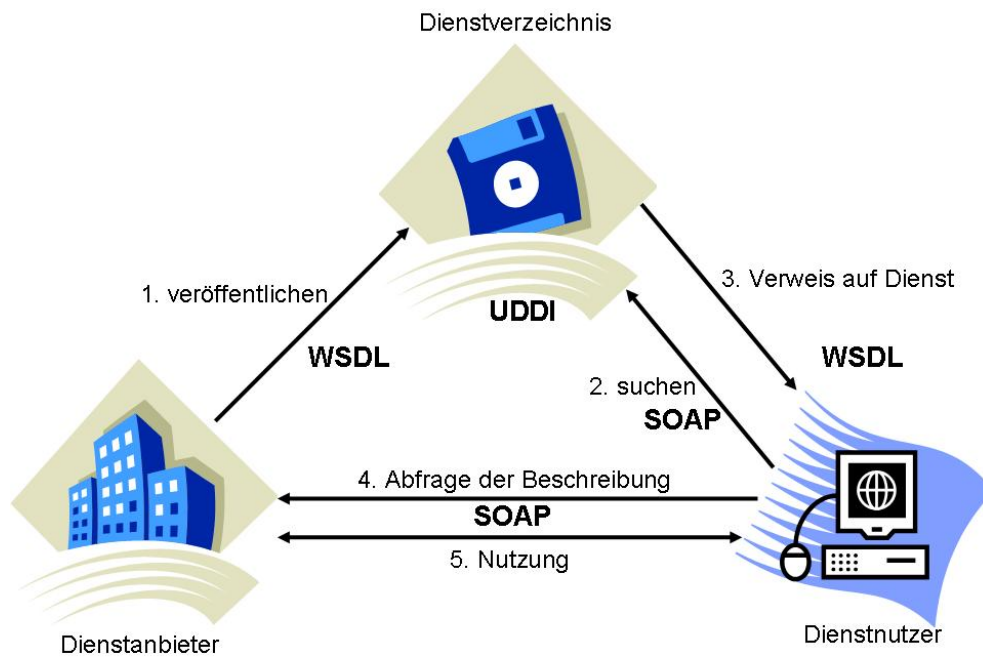 Dienstverzeichnis
1. veröffentlichen
3. Verweis auf Dienst
UDDI
WSDL
WSDL
2. suchen
SOAP
4. Abfrage der Beschreibung
SOAP
5. Nutzung
Dienstanbieter
Dienstnutzer